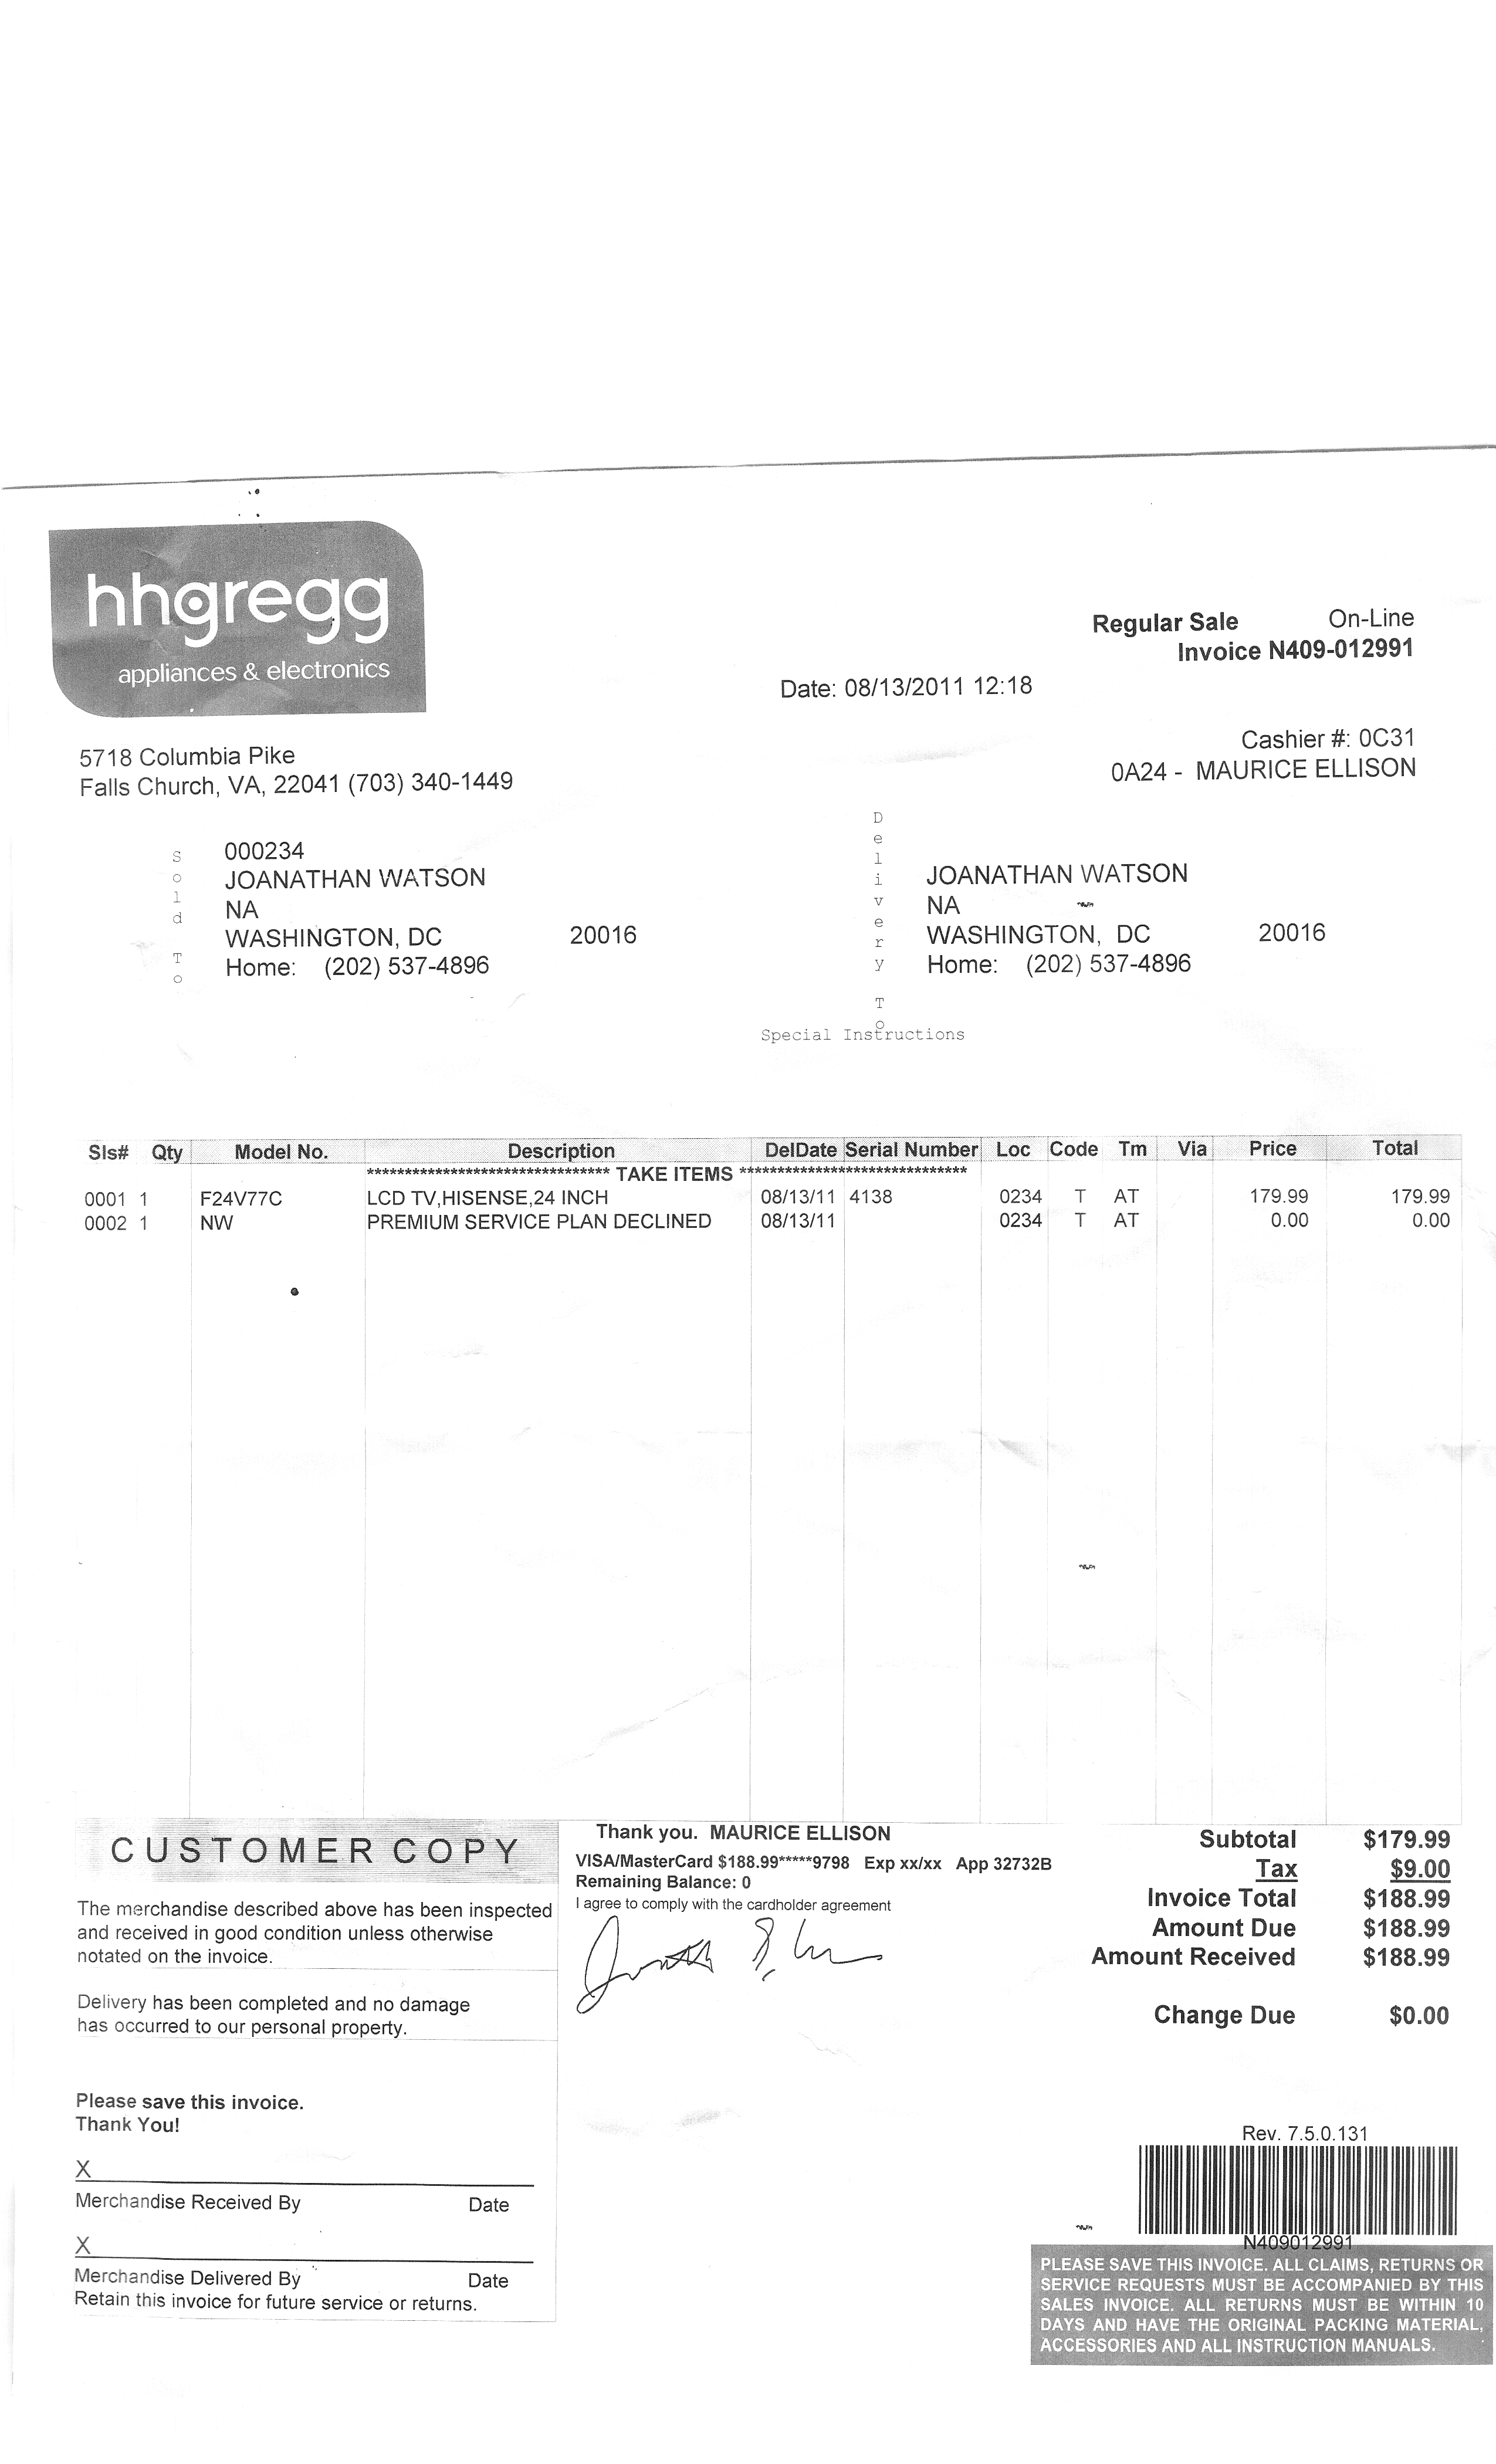 hhgregg
appliances & electronics
Regular Sale On-Line
Invoice N409-012991
Date: 08/13/2011 12:18
5718 Columbia Pike
Falls Church, VA, 22041 (703) 340-1449
Cashier #: 0C31
0A24 - MAURICE ELLISON
Sold To
000234
JOANATHAN WATSON
NA
WASHINGTON, DC 20016
Home: (202) 537-4896
Delivery To
JOANATHAN WATSON
NA
WASHINGTON, DC 20016
Home: (202) 537-4896
Special Instructions
Sls# Qty Model No. Description DelDate Serial Number Loc Code Tm Via Price Total
******************************** TAKE ITEMS ******************************
0001 1 F24V77C LCD TV,HISENSE,24 INCH 08/13/11 4138 0234 T AT 179.99 179.99
0002 1 NW PREMIUM SERVICE PLAN DECLINED 08/13/11 0234 T AT 0.00 0.00
CUSTOMER COPY
The merchandise described above has been inspected
and received in good condition unless otherwise
notated on the invoice.
Delivery has been completed and no damage
has occurred to our personal property.
Please save this invoice.
Thank You!
X
Merchandise Received By Date
X
Merchandise Delivered By Date
Retain this invoice for future service or returns.
Thank you. MAURICE ELLISON
VISA/MasterCard $188.99*****9798 Exp xx/xx App 32732B
Remaining Balance: 0
I agree to comply with the cardholder agreement
Subtotal $179.99
Tax $9.00
Invoice Total $188.99
Amount Due $188.99
Amount Received $188.99
Change Due $0.00
Rev. 7.5.0.131
N409012991
PLEASE SAVE THIS INVOICE. ALL CLAIMS, RETURNS OR
SERVICE REQUESTS MUST BE ACCOMPANIED BY THIS
SALES INVOICE. ALL RETURNS MUST BE WITHIN 10
DAYS AND HAVE THE ORIGINAL PACKING MATERIAL,
ACCESSORIES AND ALL INSTRUCTION MANUALS.